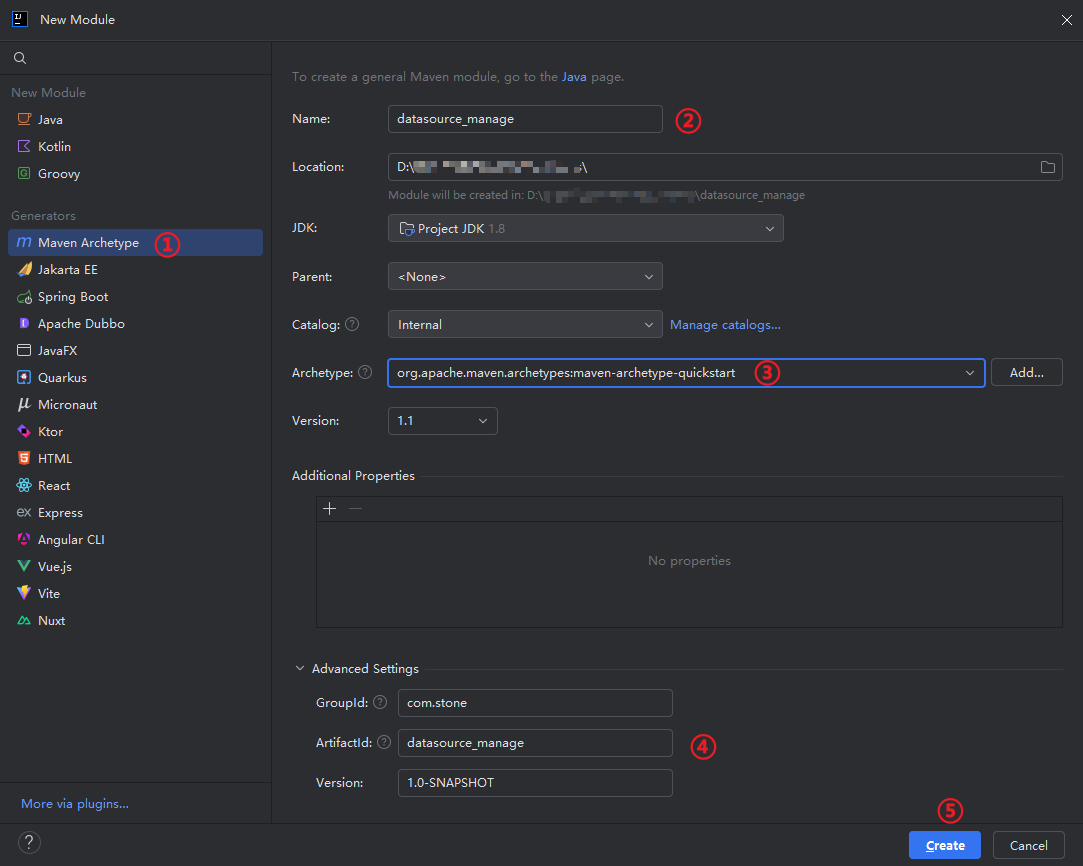 New Module
New Module
Java
Kotlin
Groovy
Generators
Maven Archetype ①
Jakarta EE
Spring Boot
Apache Dubbo
JavaFX
Quarkus
Micronaut
Ktor
HTML
React
Express
Angular CLI
Vue.js
Vite
Nuxt
More via plugins...
To create a general Maven module, go to the Java page.
Name: datasource_manage ②
Location: D:\ \
Module will be created in: D:\ \datasource_manage
JDK: Project JDK 1.8
Parent: <None>
Catalog: ? Internal Manage catalogs...
Archetype: ? org.apache.maven.archetypes:maven-archetype-quickstart ③ Add...
Version: 1.1
Additional Properties
No properties
Advanced Settings
GroupId: ? com.stone
ArtifactId: ? datasource_manage ④
Version: 1.0-SNAPSHOT
⑤
? Create Cancel